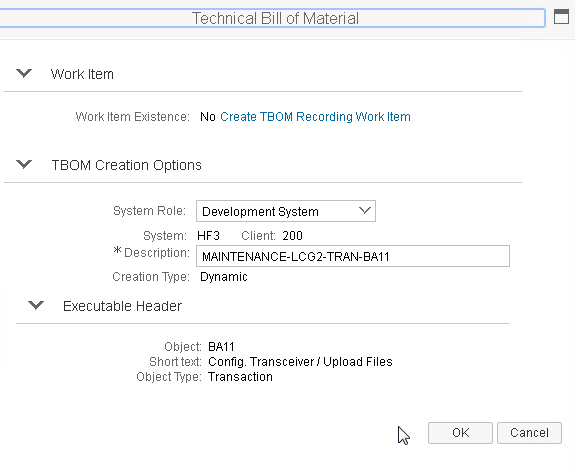 Technical Bill of Material
Work Item
Work Item Existence: No Create TBOM Recording Work Item
TBOM Creation Options
System Role: Development System
System: HF3 Client: 200
* Description: MAINTENANCE-LCG2-TRAN-BA11
Creation Type: Dynamic
Executable Header
Object: BA11
Short text: Config. Transceiver / Upload Files
Object Type: Transaction
OK Cancel